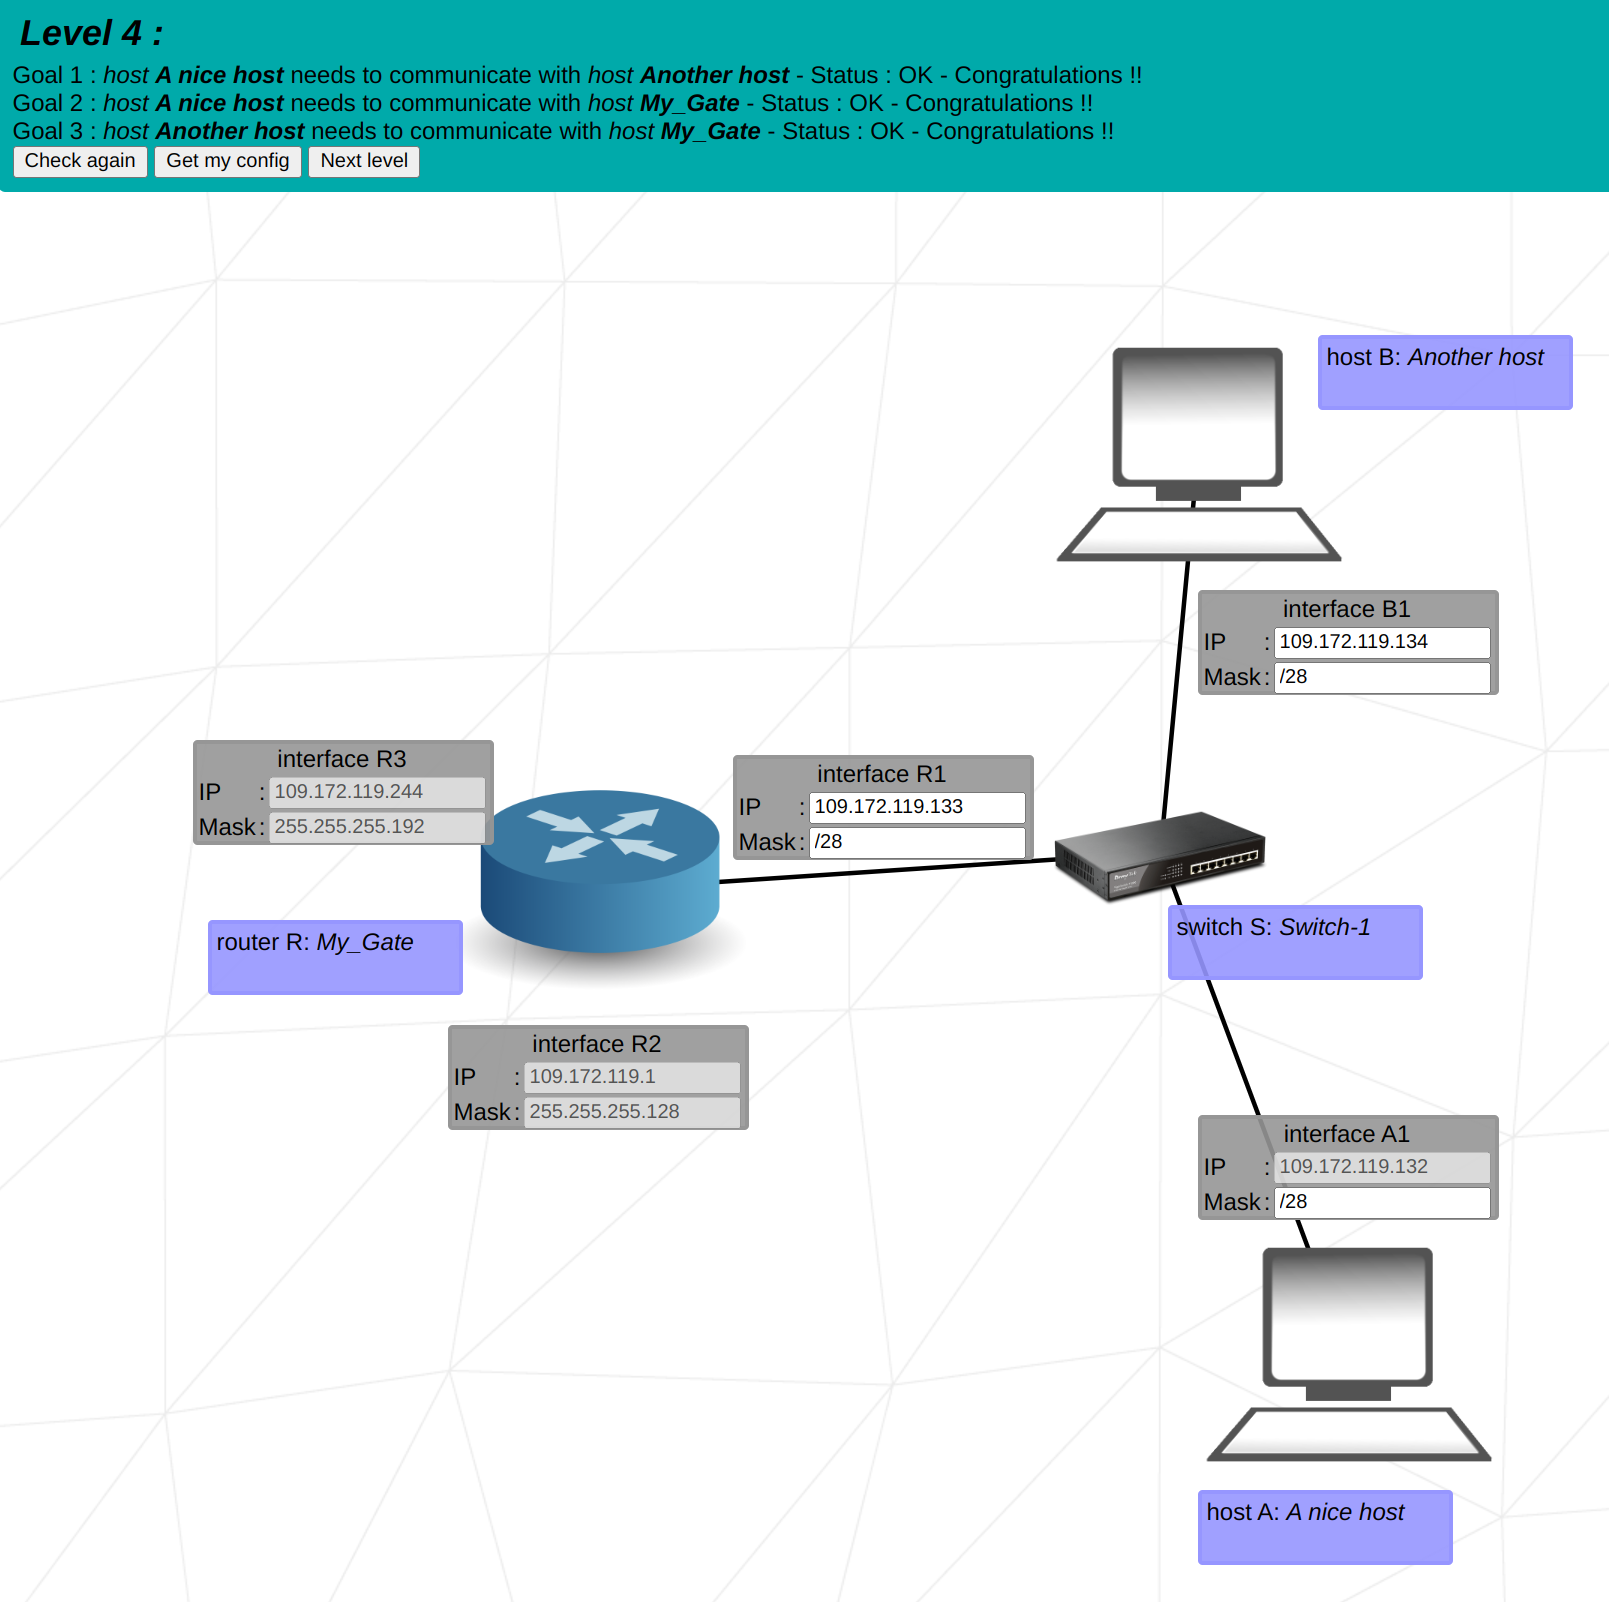 Level 4 :
Goal 1 : host A nice host needs to communicate with host Another host - Status : OK - Congratulations !!
Goal 2 : host A nice host needs to communicate with host My_Gate - Status : OK - Congratulations !!
Goal 3 : host Another host needs to communicate with host My_Gate - Status : OK - Congratulations !!
Check again Get my config Next level
host B: Another host
interface B1
IP : 109.172.119.134
Mask : /28
interface R3
IP : 109.172.119.244
Mask : 255.255.255.192
interface R1
IP : 109.172.119.133
Mask : /28
router R: My_Gate
switch S: Switch-1
interface R2
IP : 109.172.119.1
Mask : 255.255.255.128
interface A1
IP : 109.172.119.132
Mask : /28
host A: A nice host